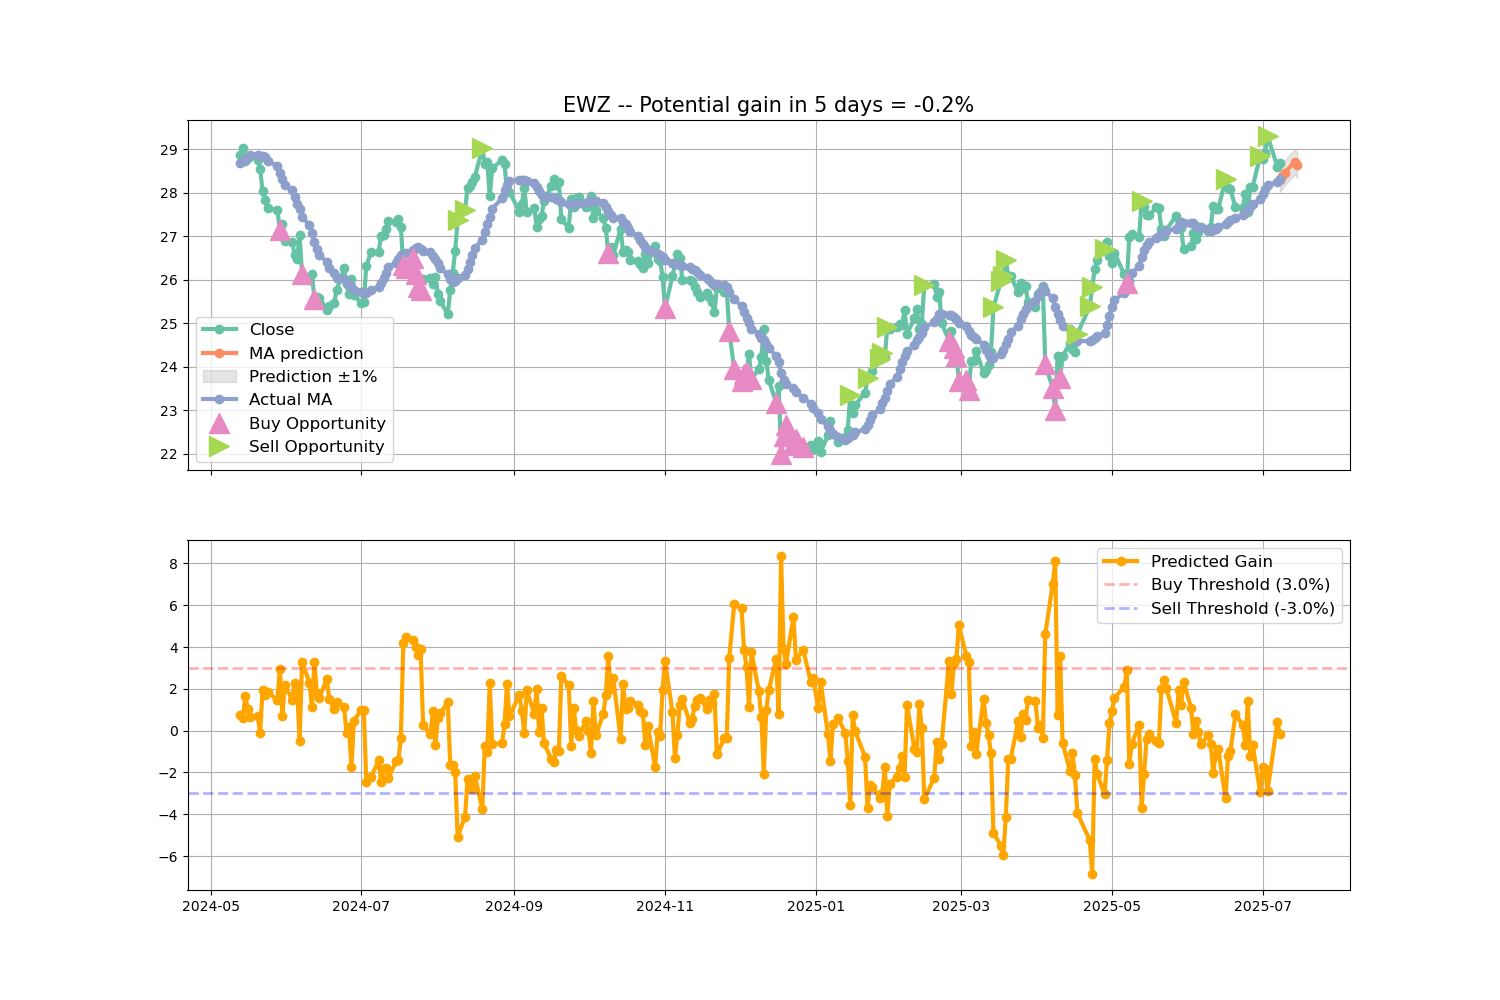 EWZ -- Potential gain in 5 days = -0.2%
29
28
27
26
25
24
23
22
Close
MA prediction
Prediction ±1%
Actual MA
Buy Opportunity
Sell Opportunity
8
6
4
2
0
−2
−4
−6
Predicted Gain
Buy Threshold (3.0%)
Sell Threshold (-3.0%)
2024-05 2024-07 2024-09 2024-11 2025-01 2025-03 2025-05 2025-07